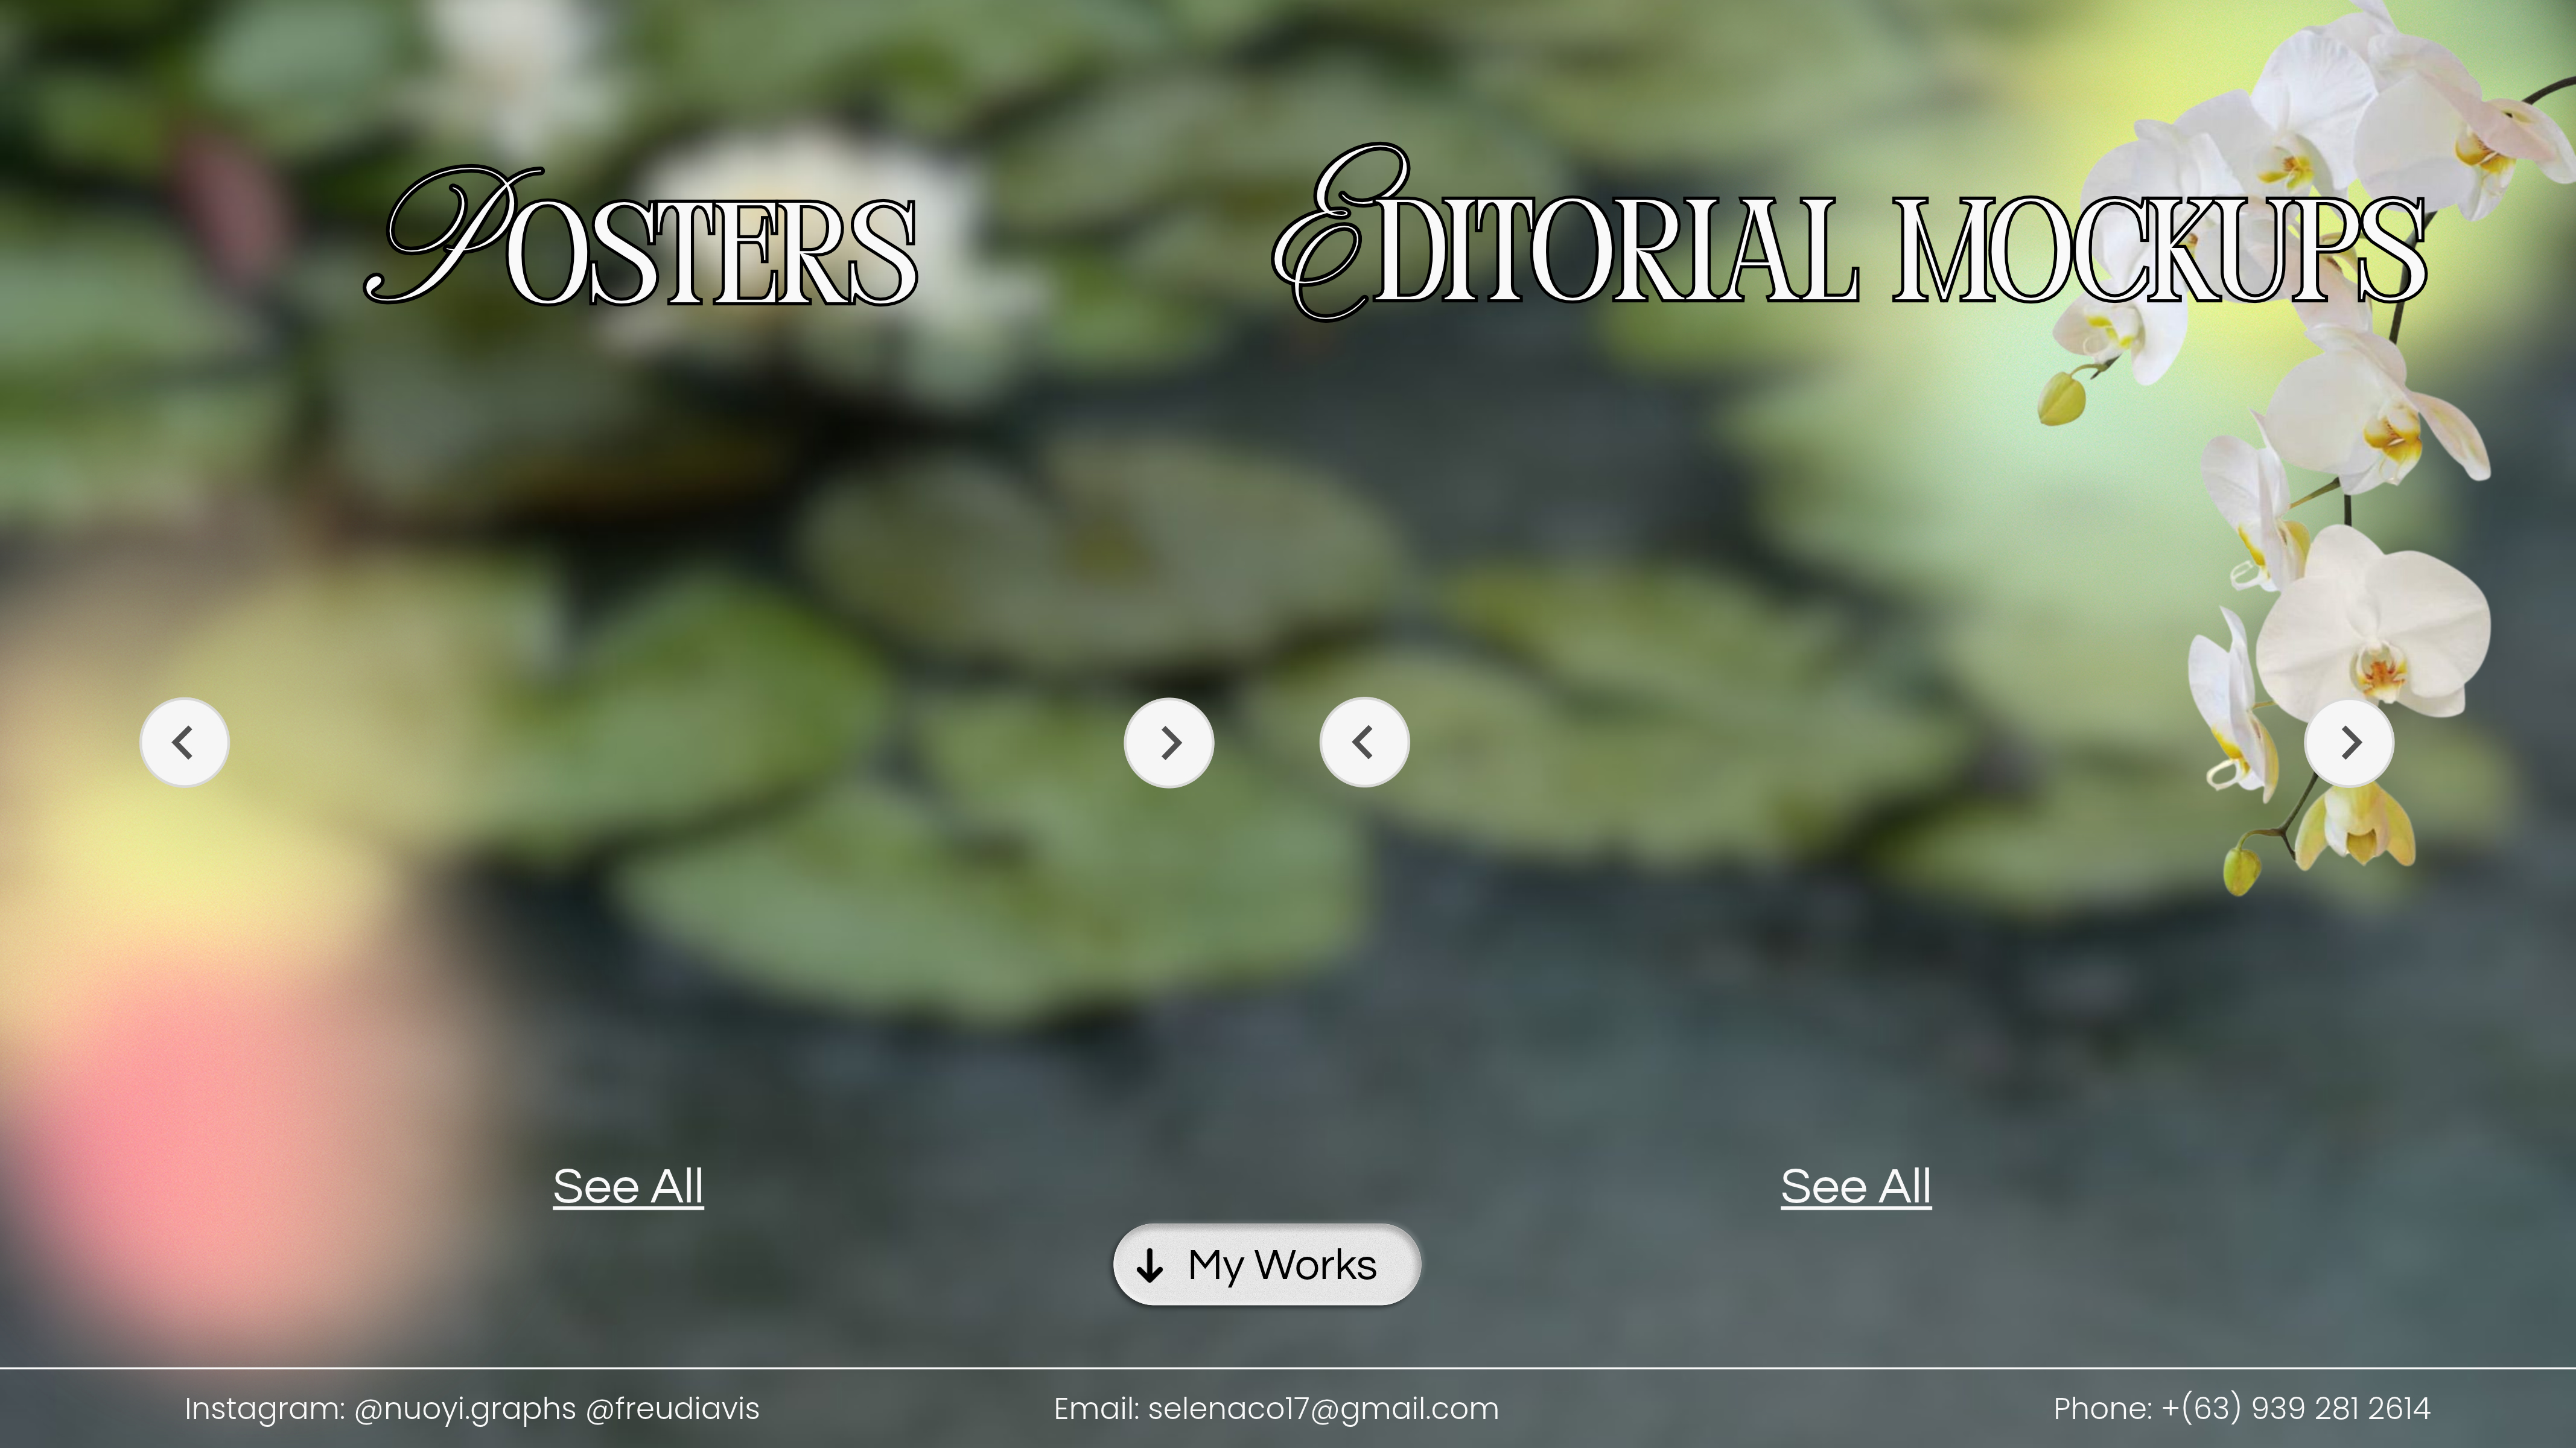 POSTERS
EDITORIAL MOCKUPS
See All
See All
My Works
Instagram: @nuoyi.graphs @freudiavis
Email: selenaco17@gmail.com
Phone: +(63) 939 281 2614